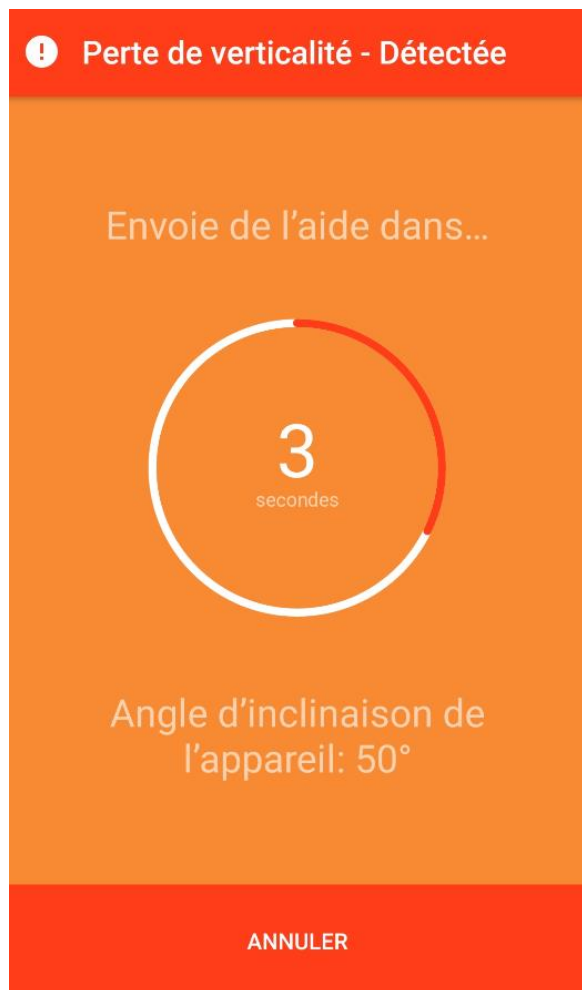 Perte de verticalité - Détectée
Envoie de l’aide dans…
3
secondes
Angle d’inclinaison de
l’appareil: 50°
ANNULER